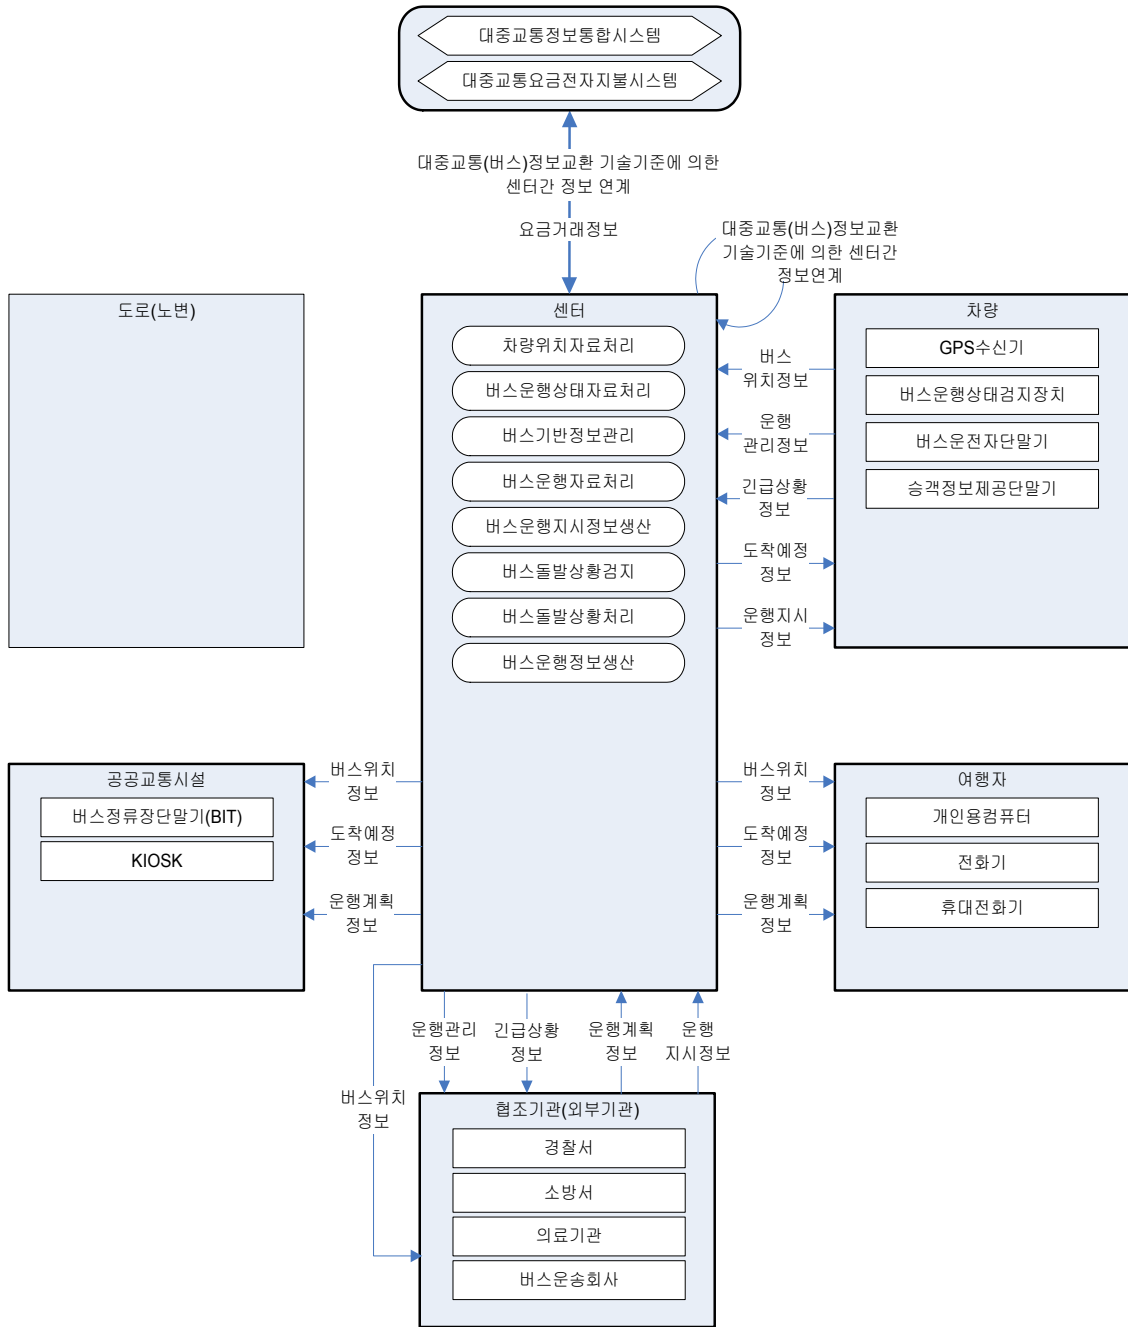 대중교통정보통합시스템
대중교통요금전자지불시스템
대중교통(버스)정보교환 기술기준에 의한
센터간 정보 연계
요금거래정보
대중교통(버스)정보교환
기술기준에 의한 센터간
정보연계
도로(노변)
센터
차량위치자료처리
버스운행상태자료처리
버스기반정보관리
버스운행자료처리
버스운행지시정보생산
버스돌발상황검지
버스돌발상황처리
버스운행정보생산
버스
위치정보
운행
관리정보
긴급상황
정보
도착예정
정보
운행지시
정보
차량
GPS수신기
버스운행상태검지장치
버스운전자단말기
승객정보제공단말기
공공교통시설
버스정류장단말기(BIT)
KIOSK
버스위치
정보
도착예정
정보
운행계획
정보
버스위치
정보
도착예정
정보
운행계획
정보
여행자
개인용컴퓨터
전화기
휴대전화기
운행관리
정보
긴급상황
정보
운행계획
정보
운행
지시정보
버스위치
정보
협조기관(외부기관)
경찰서
소방서
의료기관
버스운송회사